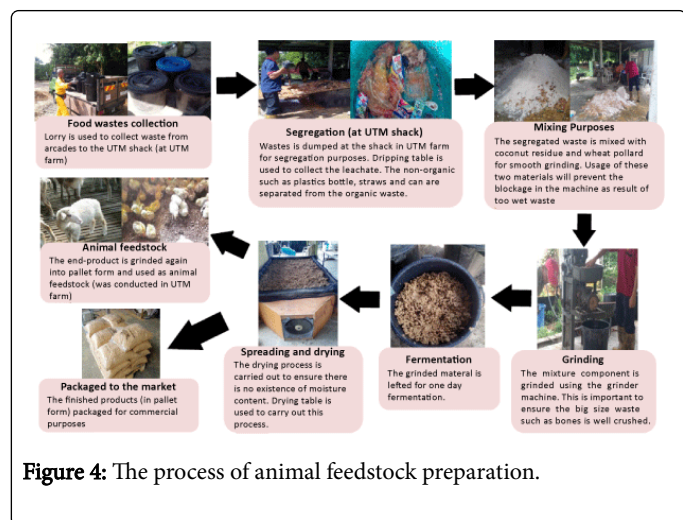 Food wastes collection
Lorry is used to collect waste from
arcades to the UTM shack (at UTM
farm)
Segregation (at UTM shack)
Wastes is dumped at the shack in UTM
farm for segregation purposes. Dripping table
is used to collect the leachate. The non-organic
such as plastics bottle, straws and can are
separated from the organic waste.
Mixing Purposes
The segregated waste is mixed with
coconut residue and wheat pollard
for smooth grinding. Usage of these
two materials will prevent the
blockage in the machine as result of
too wet waste
Grinding
The mixture component is
grinded using the grinder
machine. This is important to
ensure the big size waste
such as bones is well crushed.
Fermentation
The grinded materal is
lefted for one day
fermentation.
Spreading and drying
The drying process is
carried out to ensure there
is no existence of moisture
content. Drying table is
used to carry out this
process.
Animal feedstock
The end-product is grinded again
into pallet form and used as animal
feedstock (was conducted in UTM
farm)
Packaged to the market
The finished products (in pallet
form) packaged for commercial
purposes
Figure 4: The process of animal feedstock preparation.